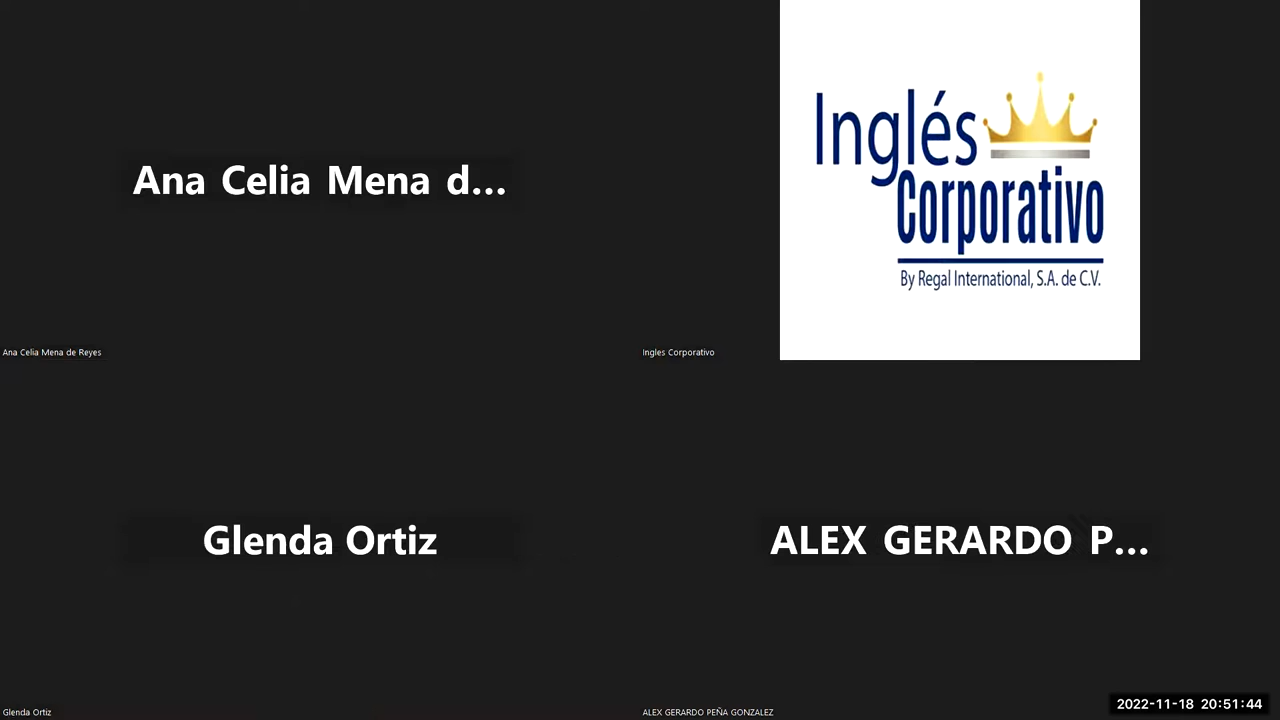 Ana Celia Mena d...
Ana Celia Mena de Reyes
Inglés
Corporativo
By Regal International, S.A. de C.V.
Ingles Corporativo
Glenda Ortiz
Glenda Ortiz
ALEX GERARDO P...
ALEX GERARDO PEÑA GONZALEZ
2022-11-18 20:51:44